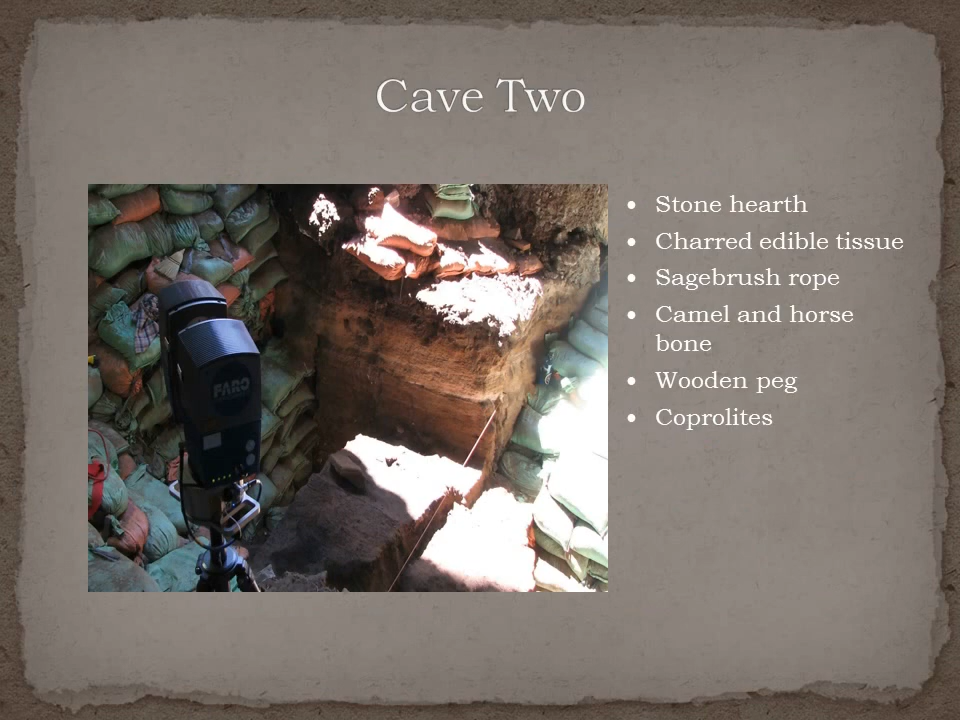 Cave Two
FARO
• Stone hearth
• Charred edible tissue
• Sagebrush rope
• Camel and horse
bone
• Wooden peg
• Coprolites